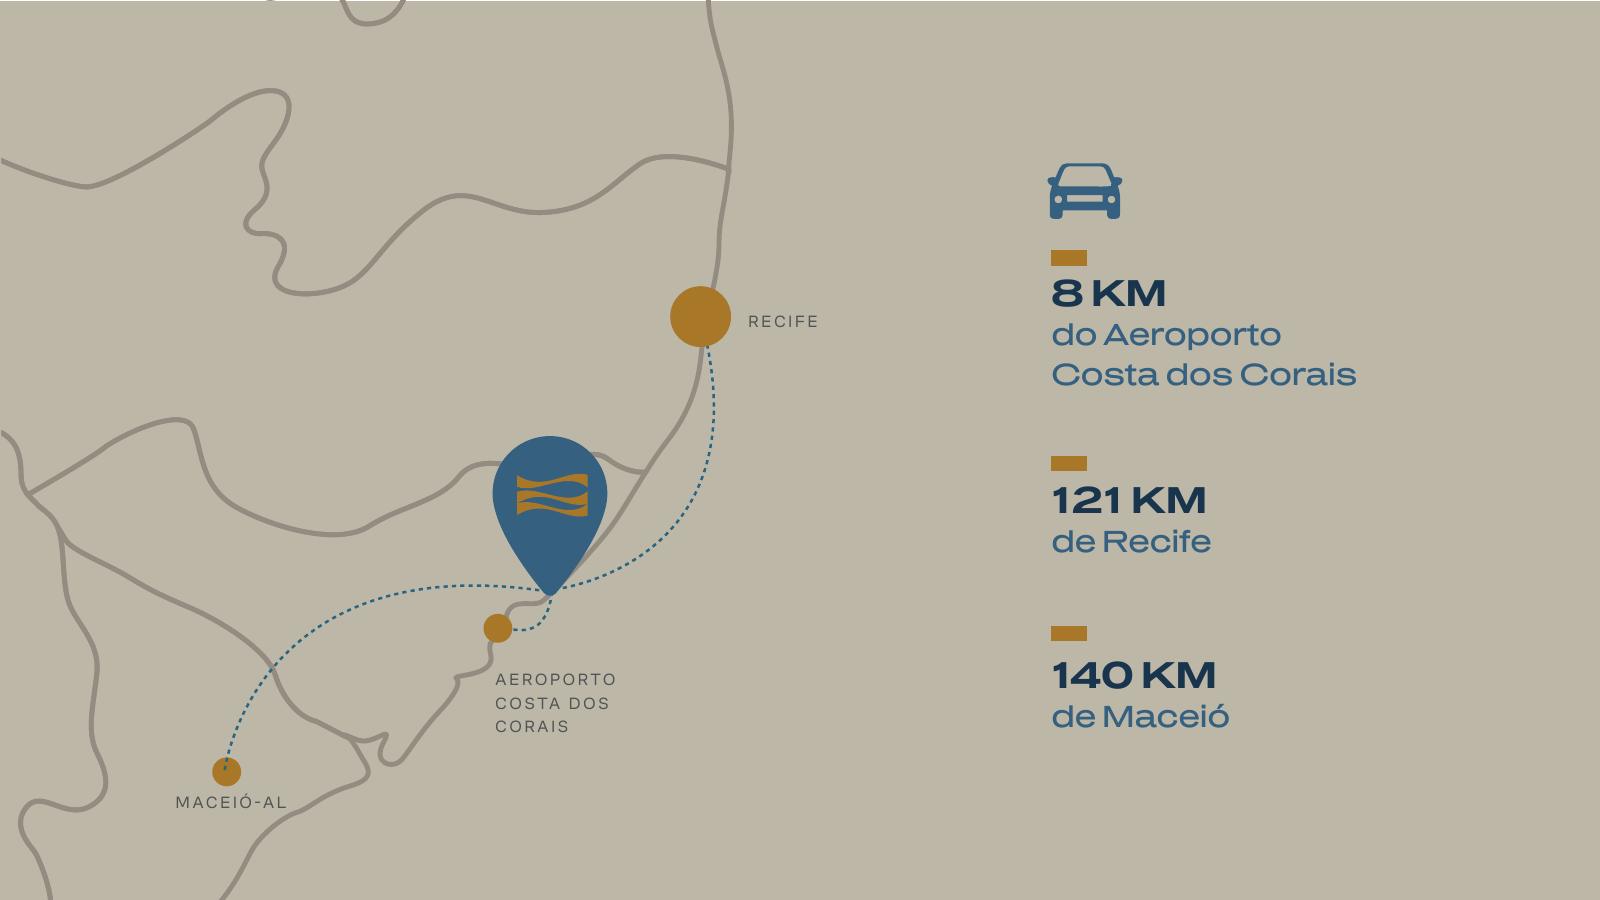 RECIFE
AEROPORTO
COSTA DOS
CORAIS
MACEIÓ-AL
8 KM
do Aeroporto
Costa dos Corais
121 KM
de Recife
140 KM
de Maceió